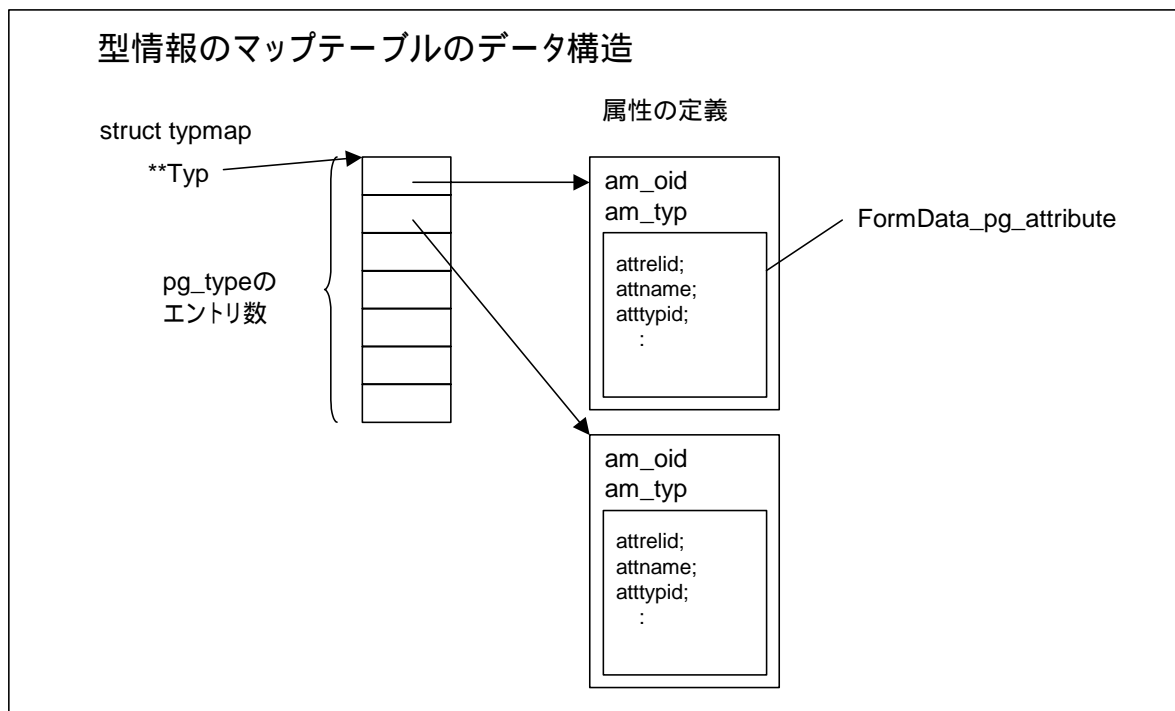 型情報のマップテーブルのデータ構造
属性の定義
struct typmap
**Typ
pg_typeの
エントリ数
am_oid
am_typ
attrelid;
attname;
atttypid;
:
FormData_pg_attribute
am_oid
am_typ
attrelid;
attname;
atttypid;
: